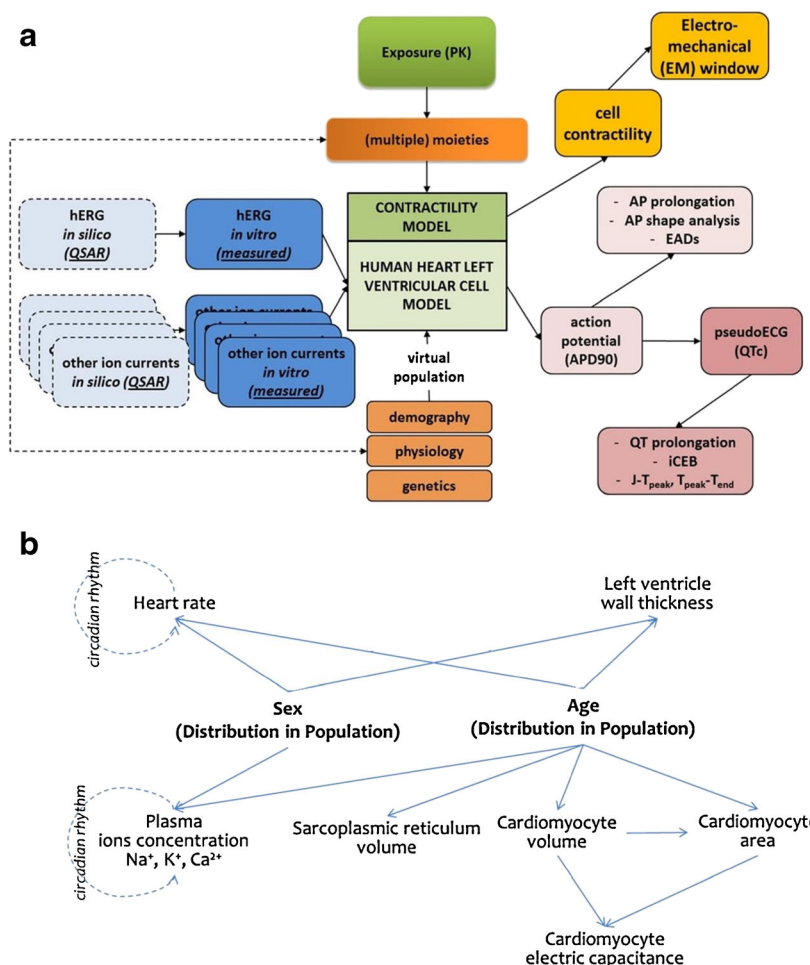 a
Exposure (PK)
Electro-
mechanical
(EM) window
cell
contractility
(multiple) moieties
hERG
in silico
(QSAR)
hERG
in vitro
(measured)
CONTRACTILITY
MODEL
HUMAN HEART LEFT
VENTRICULAR CELL
MODEL
- AP prolongation
- AP shape analysis
- EADs
other ion currents
other ion currents
in silico (QSAR)
other ion currents
in vitro
(measured)
action
potential
(APD90)
pseudoECG
(QTc)
virtual
population
demography
physiology
genetics
- QT prolongation
- iCEB
- J-Tpeak, Tpeak-Tend
b
circadian rhythm
Heart rate
Left ventricle
wall thickness
Sex
(Distribution in Population)
Age
(Distribution in Population)
circadian rhythm
Plasma
ions concentration
Na⁺, K⁺, Ca²⁺
Sarcoplasmic reticulum
volume
Cardiomyocyte
volume
Cardiomyocyte
area
Cardiomyocyte
electric capacitance